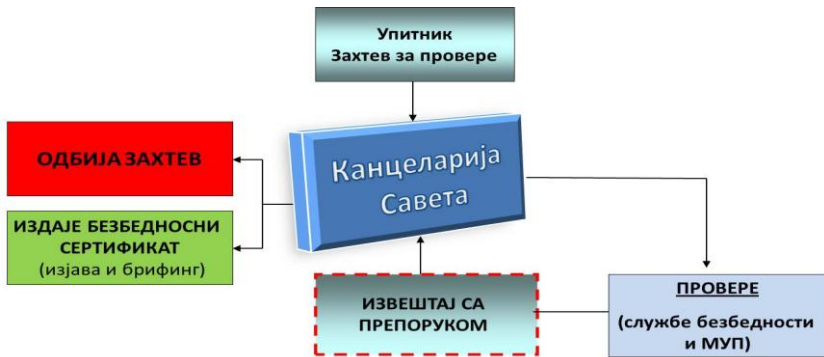 Упитник
Захтев за провере
Канцеларија
Савета
ОДБИЈА ЗАХТЕВ
ИЗДАЈЕ БЕЗБЕДНОСНИ
СЕРТИФИКАТ
(изјава и брифинг)
ИЗВЕШТАЈ СА
ПРЕПОРУКОМ
ПРОВЕРЕ
(службе безбедности
и МУП)